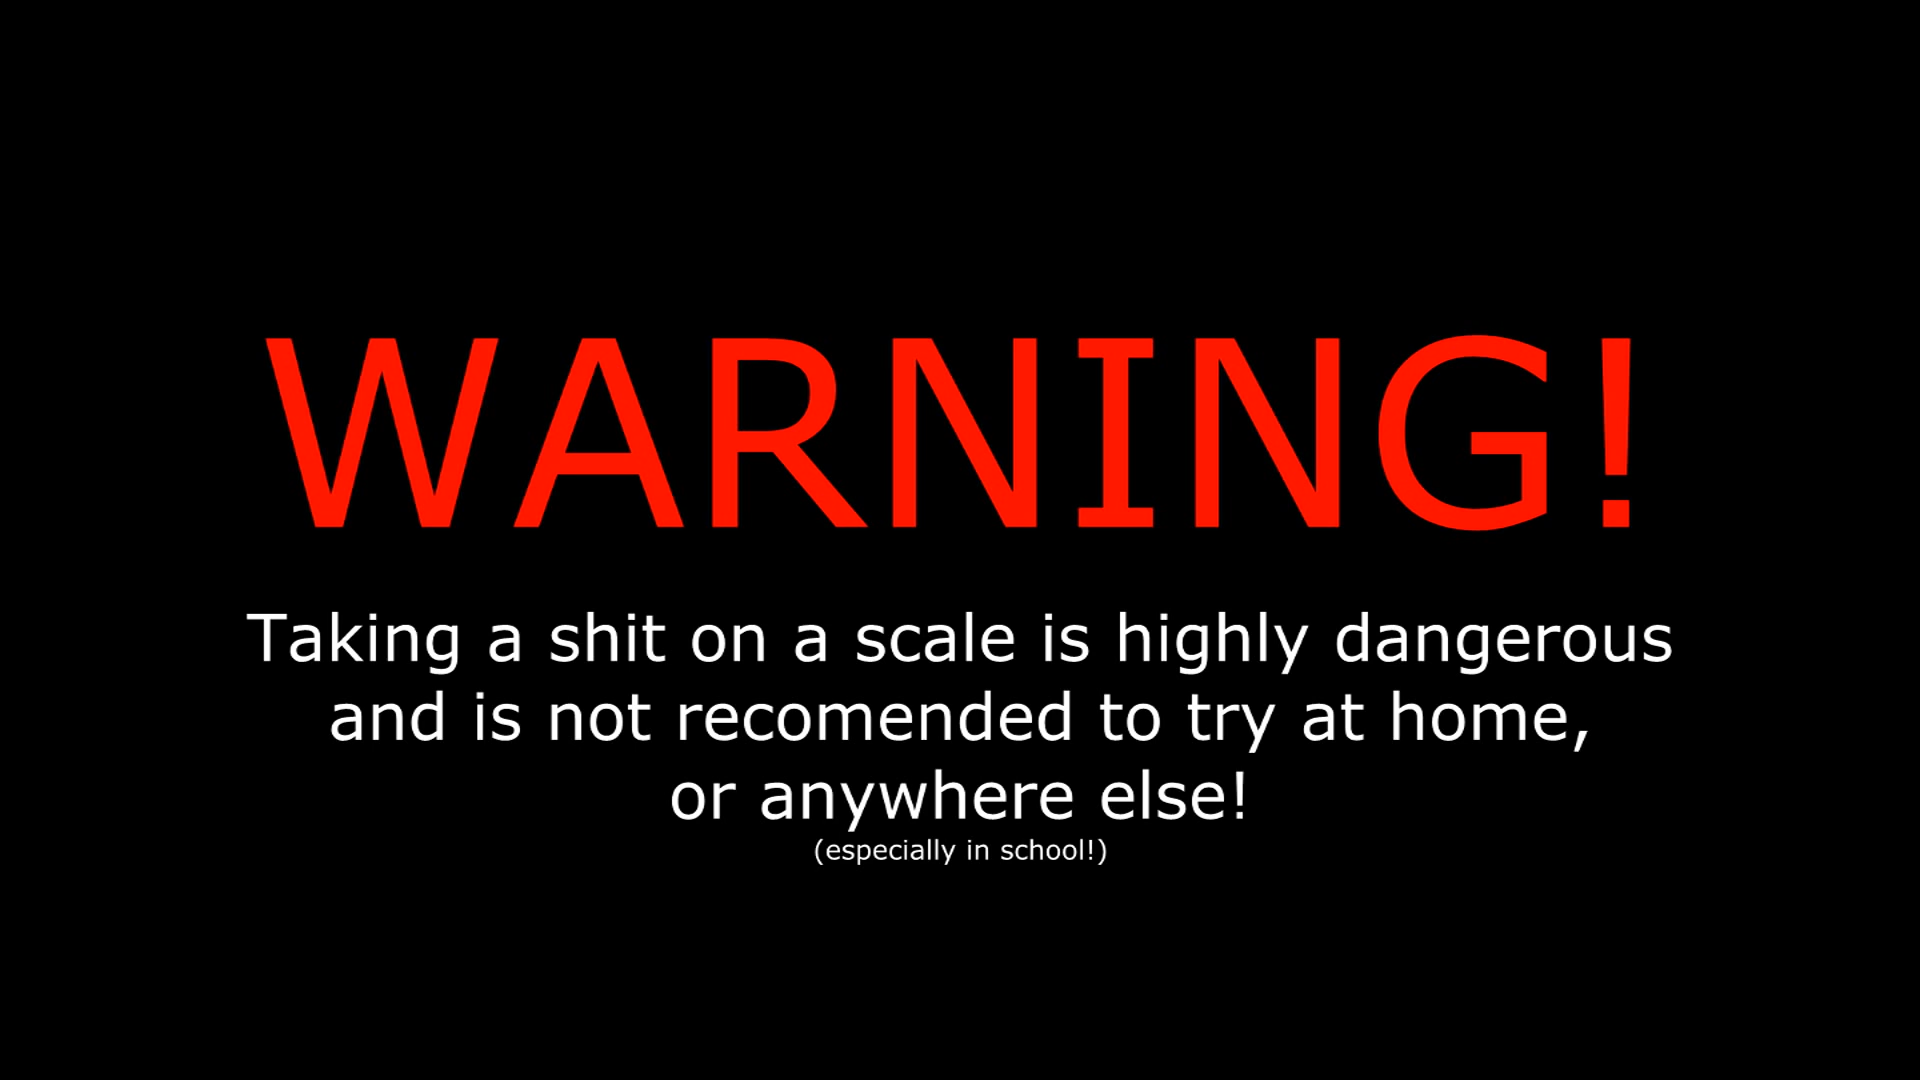 WARNING!
Taking a shit on a scale is highly dangerous
and is not recomended to try at home,
or anywhere else!
(especially in school!)